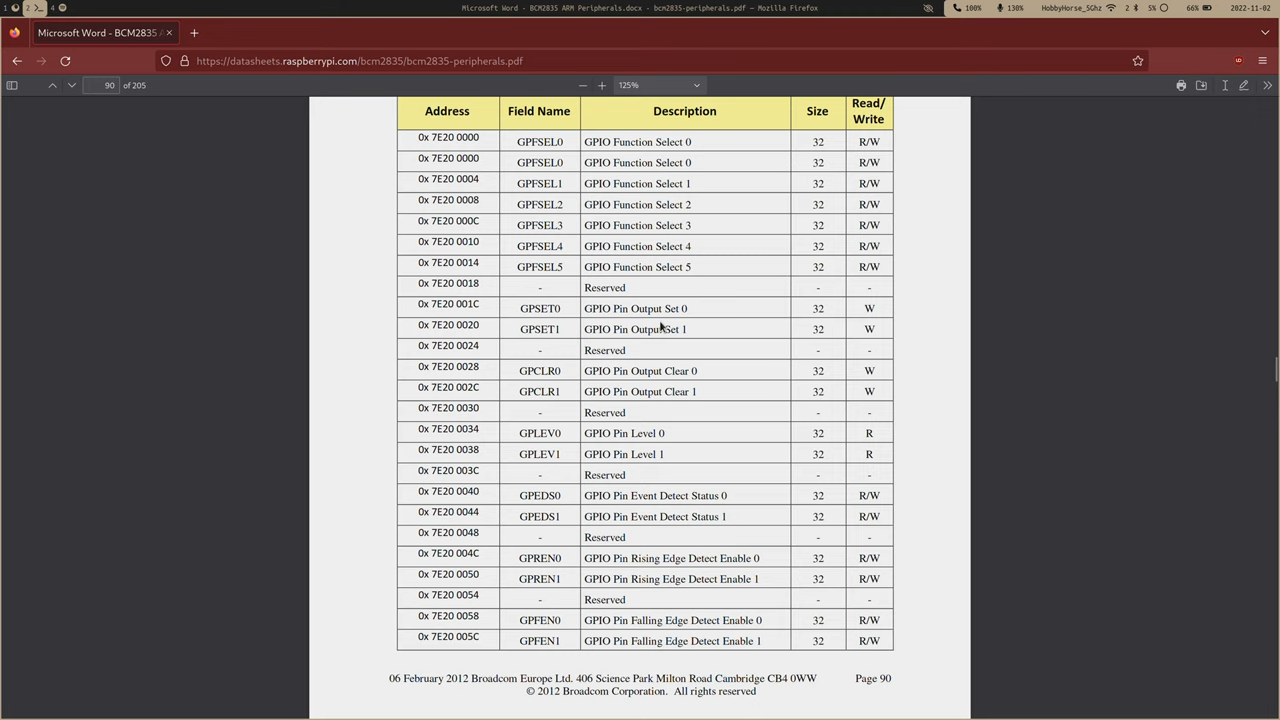 1 2 4 Microsoft Word - BCM2835 ARM Peripherals.docx - bcm2835-peripherals.pdf - Mozilla Firefox 100% 130% HobbyHorse_5Ghz 2 5% 66% 2022-11-02
Microsoft Word - BCM2835 A
https://datasheets.raspberrypi.com/bcm2835/bcm2835-peripherals.pdf
90 of 205 125%
Address Field Name Description Size Read/
Write
0x 7E20 0000 GPFSEL0 GPIO Function Select 0 32 R/W
0x 7E20 0000 GPFSEL0 GPIO Function Select 0 32 R/W
0x 7E20 0004 GPFSEL1 GPIO Function Select 1 32 R/W
0x 7E20 0008 GPFSEL2 GPIO Function Select 2 32 R/W
0x 7E20 000C GPFSEL3 GPIO Function Select 3 32 R/W
0x 7E20 0010 GPFSEL4 GPIO Function Select 4 32 R/W
0x 7E20 0014 GPFSEL5 GPIO Function Select 5 32 R/W
0x 7E20 0018 - Reserved - -
0x 7E20 001C GPSET0 GPIO Pin Output Set 0 32 W
0x 7E20 0020 GPSET1 GPIO Pin Output Set 1 32 W
0x 7E20 0024 - Reserved - -
0x 7E20 0028 GPCLR0 GPIO Pin Output Clear 0 32 W
0x 7E20 002C GPCLR1 GPIO Pin Output Clear 1 32 W
0x 7E20 0030 - Reserved - -
0x 7E20 0034 GPLEV0 GPIO Pin Level 0 32 R
0x 7E20 0038 GPLEV1 GPIO Pin Level 1 32 R
0x 7E20 003C - Reserved - -
0x 7E20 0040 GPEDS0 GPIO Pin Event Detect Status 0 32 R/W
0x 7E20 0044 GPEDS1 GPIO Pin Event Detect Status 1 32 R/W
0x 7E20 0048 - Reserved - -
0x 7E20 004C GPREN0 GPIO Pin Rising Edge Detect Enable 0 32 R/W
0x 7E20 0050 GPREN1 GPIO Pin Rising Edge Detect Enable 1 32 R/W
0x 7E20 0054 - Reserved - -
0x 7E20 0058 GPFEN0 GPIO Pin Falling Edge Detect Enable 0 32 R/W
0x 7E20 005C GPFEN1 GPIO Pin Falling Edge Detect Enable 1 32 R/W
06 February 2012 Broadcom Europe Ltd. 406 Science Park Milton Road Cambridge CB4 0WW Page 90
© 2012 Broadcom Corporation. All rights reserved